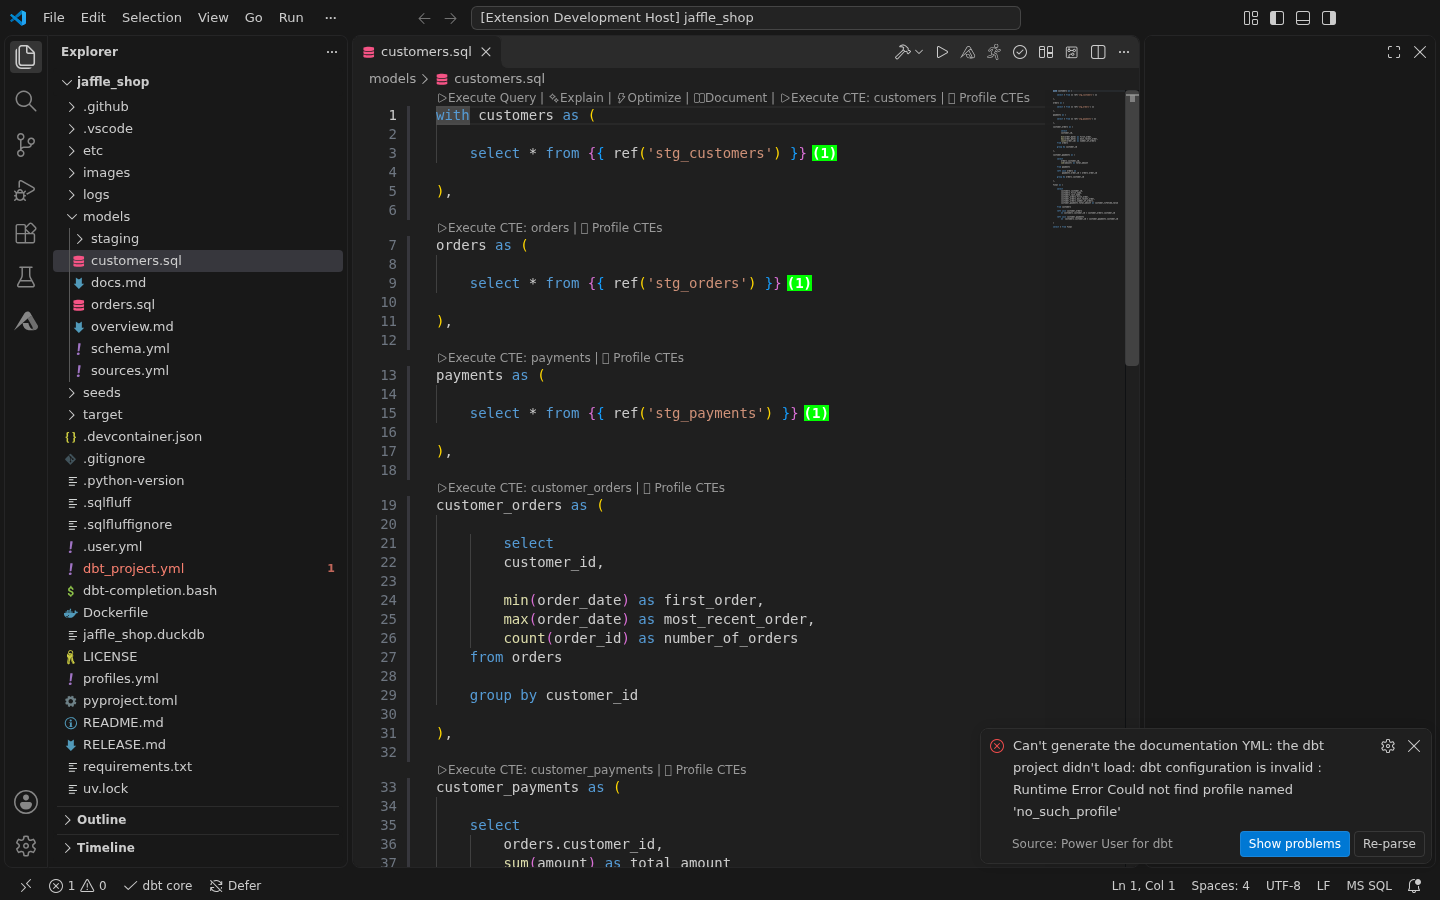 File Edit Selection View Go Run ···
[Extension Development Host] jaffle_shop
Explorer
jaffle_shop
.github
.vscode
etc
images
logs
models
staging
customers.sql
docs.md
orders.sql
overview.md
schema.yml
sources.yml
seeds
target
.devcontainer.json
.gitignore
.python-version
.sqlfluff
.sqlfluffignore
.user.yml
dbt_project.yml 1
dbt-completion.bash
Dockerfile
jaffle_shop.duckdb
LICENSE
profiles.yml
pyproject.toml
README.md
RELEASE.md
requirements.txt
uv.lock
Outline
Timeline
customers.sql
models > customers.sql
Execute Query | Explain | Optimize | Document | Execute CTE: customers | Profile CTEs
1 with customers as (
2
3 select * from {{ ref('stg_customers') }} (1)
4
5 ),
6
Execute CTE: orders | Profile CTEs
7 orders as (
8
9 select * from {{ ref('stg_orders') }} (1)
10
11 ),
12
Execute CTE: payments | Profile CTEs
13 payments as (
14
15 select * from {{ ref('stg_payments') }} (1)
16
17 ),
18
Execute CTE: customer_orders | Profile CTEs
19 customer_orders as (
20
21 select
22 customer_id,
23
24 min(order_date) as first_order,
25 max(order_date) as most_recent_order,
26 count(order_id) as number_of_orders
27 from orders
28
29 group by customer_id
30
31 ),
32
Execute CTE: customer_payments | Profile CTEs
33 customer_payments as (
34
35 select
36 orders.customer_id,
37 sum(amount) as total_amount
Can't generate the documentation YML: the dbt
project didn't load: dbt configuration is invalid :
Runtime Error Could not find profile named
'no_such_profile'
Source: Power User for dbt
Show problems
Re-parse
1 0 dbt core Defer
Ln 1, Col 1 Spaces: 4 UTF-8 LF MS SQL